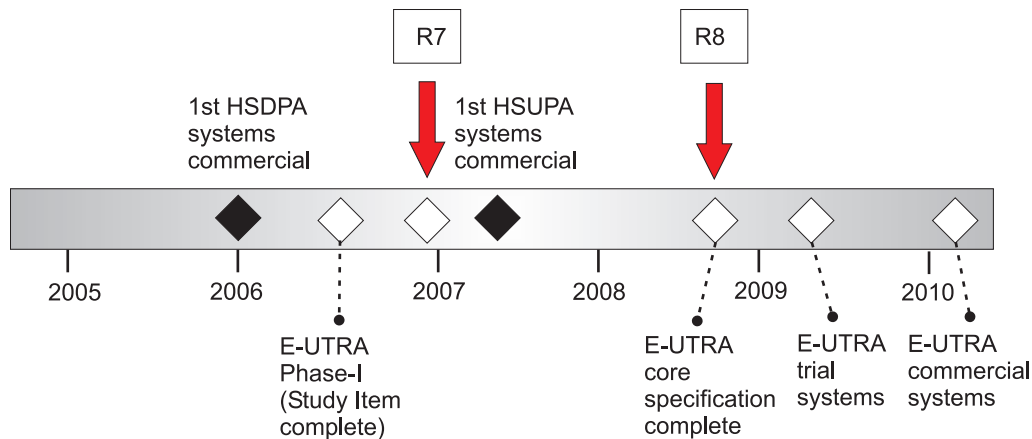 R7
R8
1st HSDPA
systems
commercial
1st HSUPA
systems
commercial
2005
2006
2007
2008
2009
2010
E-UTRA
Phase-I
(Study Item
complete)
E-UTRA
core
specification
complete
E-UTRA
trial
systems
E-UTRA
commercial
systems